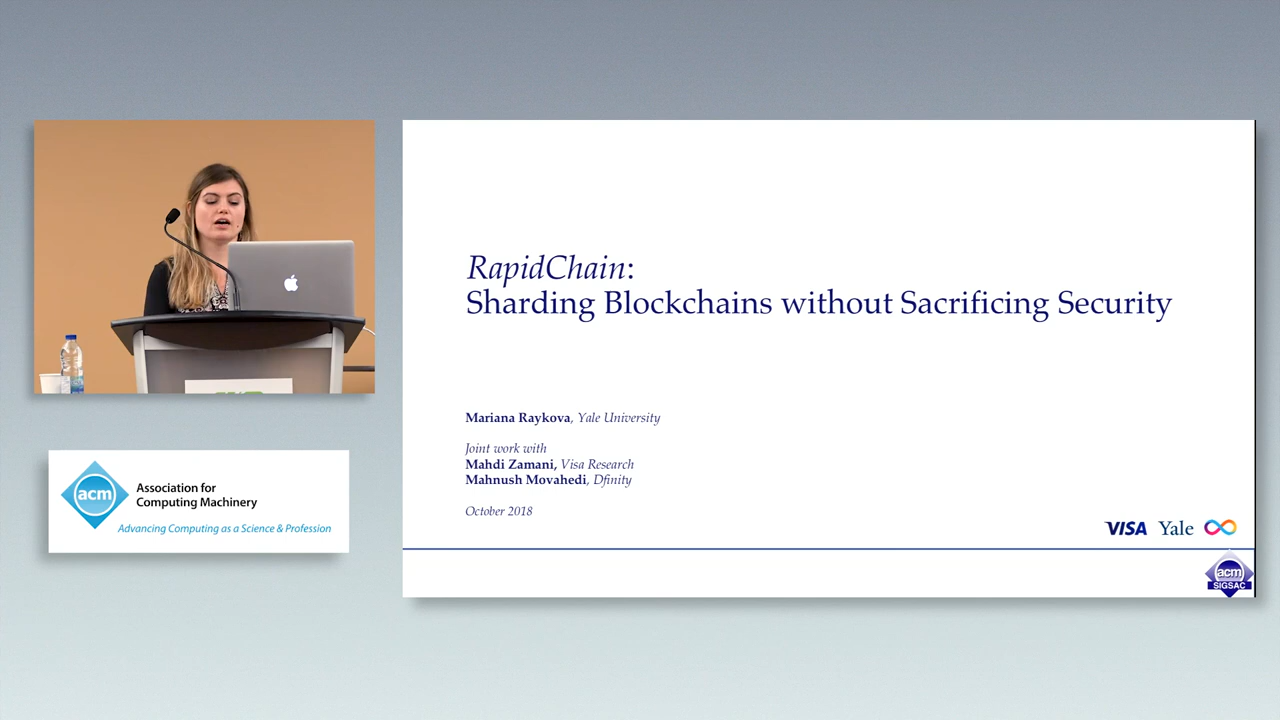 RapidChain:
Sharding Blockchains without Sacrificing Security
Mariana Raykova, Yale University
Joint work with
Mahdi Zamani, Visa Research
Mahnush Movahedi, Dfinity
October 2018
VISA Yale
acm
SIGSAC
acm
Association for
Computing Machinery
Advancing Computing as a Science & Profession